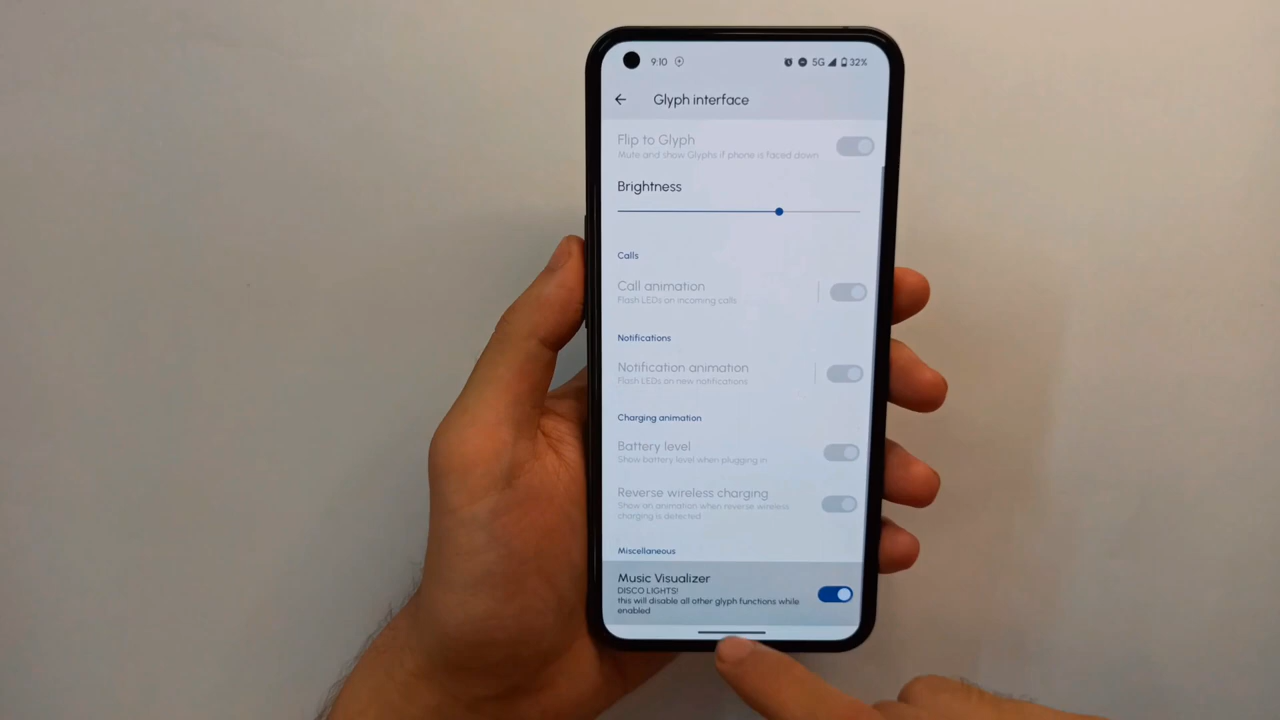 9:10 5G 32%
Glyph interface
Flip to Glyph
Mute and show Glyphs if phone is faced down
Brightness
Calls
Call animation
Flash LEDs on incoming calls
Notifications
Notification animation
Flash LEDs on new notifications
Charging animation
Battery level
Show battery level when plugging in
Reverse wireless charging
Show an animation when reverse wireless
charging is detected
Miscellaneous
Music Visualizer
DISCO LIGHTS!
this will disable all other glyph functions while
enabled